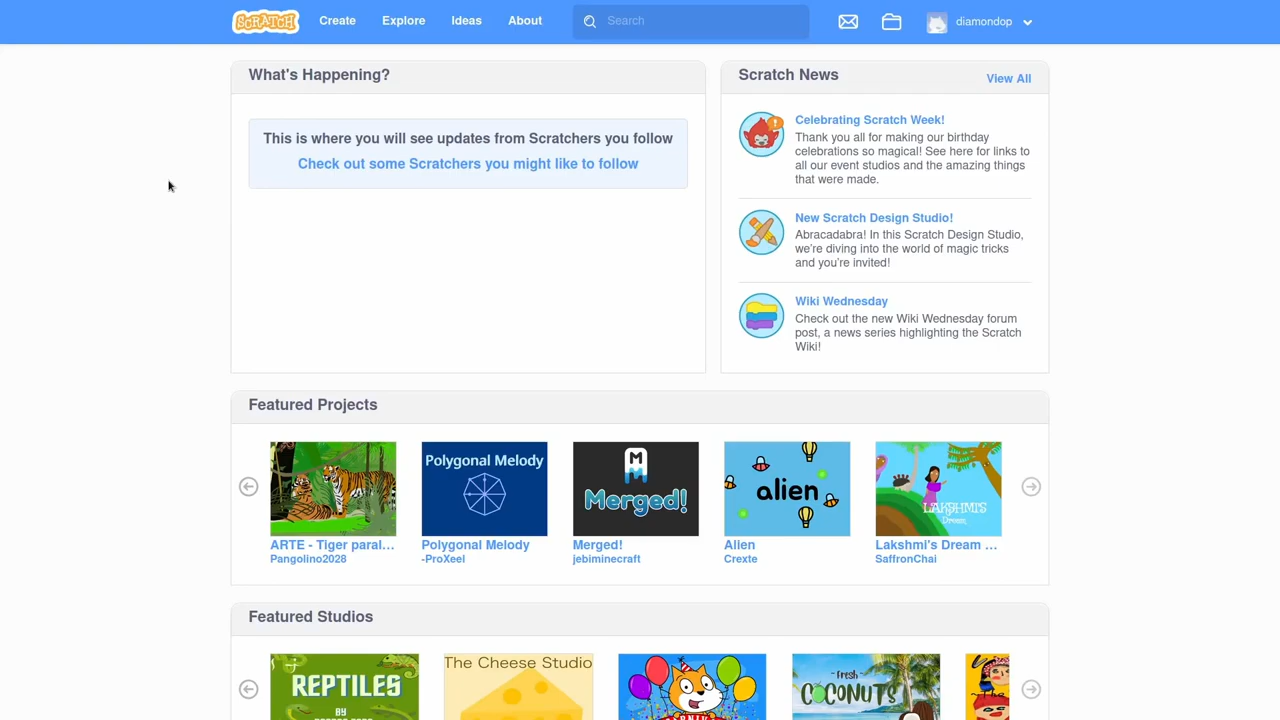 SCRATCH
Create
Explore
Ideas
About
Search
diamondop
What's Happening?
This is where you will see updates from Scratchers you follow
Check out some Scratchers you might like to follow
Scratch News
View All
Celebrating Scratch Week!
Thank you all for making our birthday
celebrations so magical! See here for links to
all our event studios and the amazing things
that were made.
New Scratch Design Studio!
Abracadabra! In this Scratch Design Studio,
we're diving into the world of magic tricks
and you're invited!
Wiki Wednesday
Check out the new Wiki Wednesday forum
post, a news series highlighting the Scratch
Wiki!
Featured Projects
Polygonal Melody
M
M
Merged!
alien
LAKSHMI'S
Dream
ARTE - Tiger paral...
Pangolino2028
Polygonal Melody
-ProXeel
Merged!
jebiminecraft
Alien
Crexte
Lakshmi's Dream ...
SaffronChai
Featured Studios
REPTILES
BY
The Cheese Studio
FRESH
COCONUTS
The